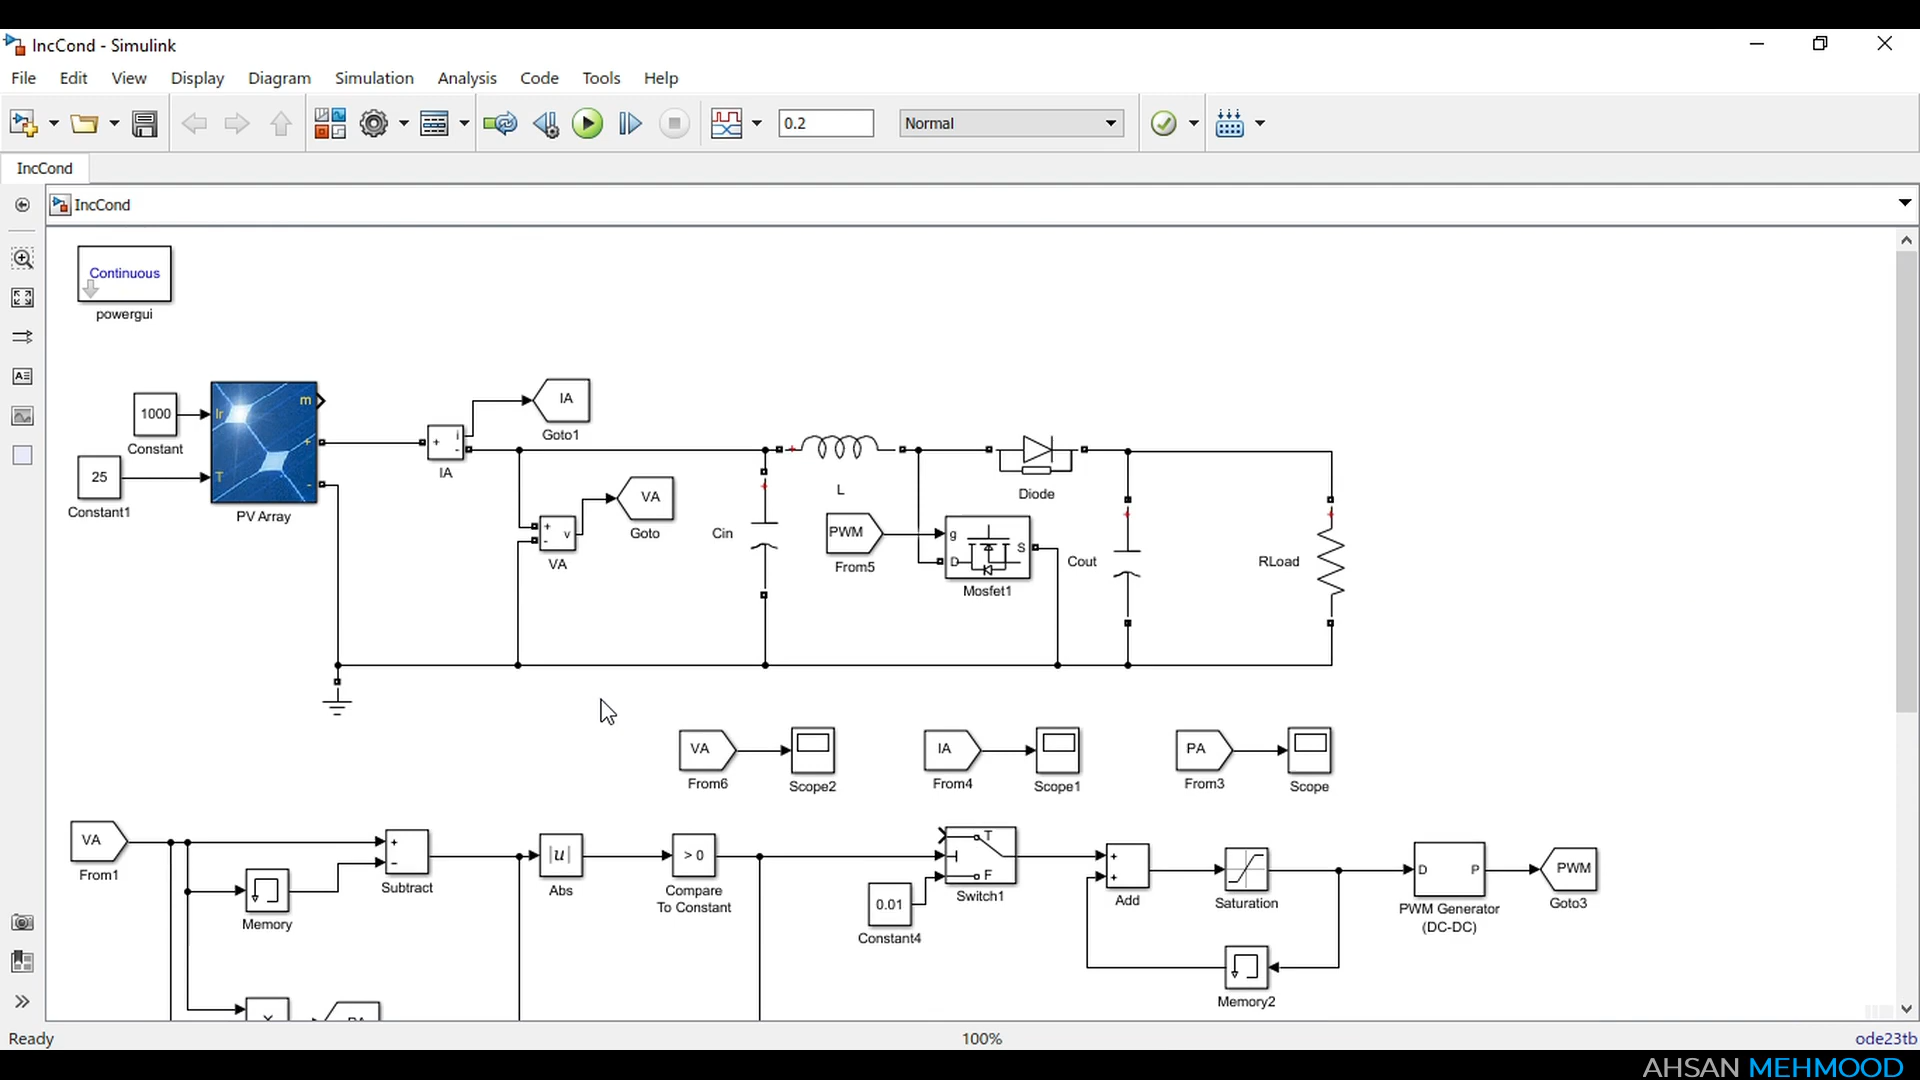 IncCond - Simulink
File Edit View Display Diagram Simulation Analysis Code Tools Help
0.2 Normal
IncCond
IncCond
Continuous
powergui
1000
Constant
25
Constant1
Ir
T
m
+
-
PV Array
+ i
-
IA
IA
Goto1
VA
Goto
+
- v
VA
Cin
L
PWM
From5
g
D
S
Mosfet1
Diode
Cout
RLoad
VA
From6
Scope2
IA
From4
Scope1
PA
From3
Scope
VA
From1
Memory
+
-
Subtract
|u|
Abs
> 0
Compare
To Constant
0.01
Constant4
T
F
Switch1
+
+
Add
Saturation
Memory2
D P
PWM Generator
(DC-DC)
PWM
Goto3
Ready 100% ode23tb
AHSAN MEHMOOD